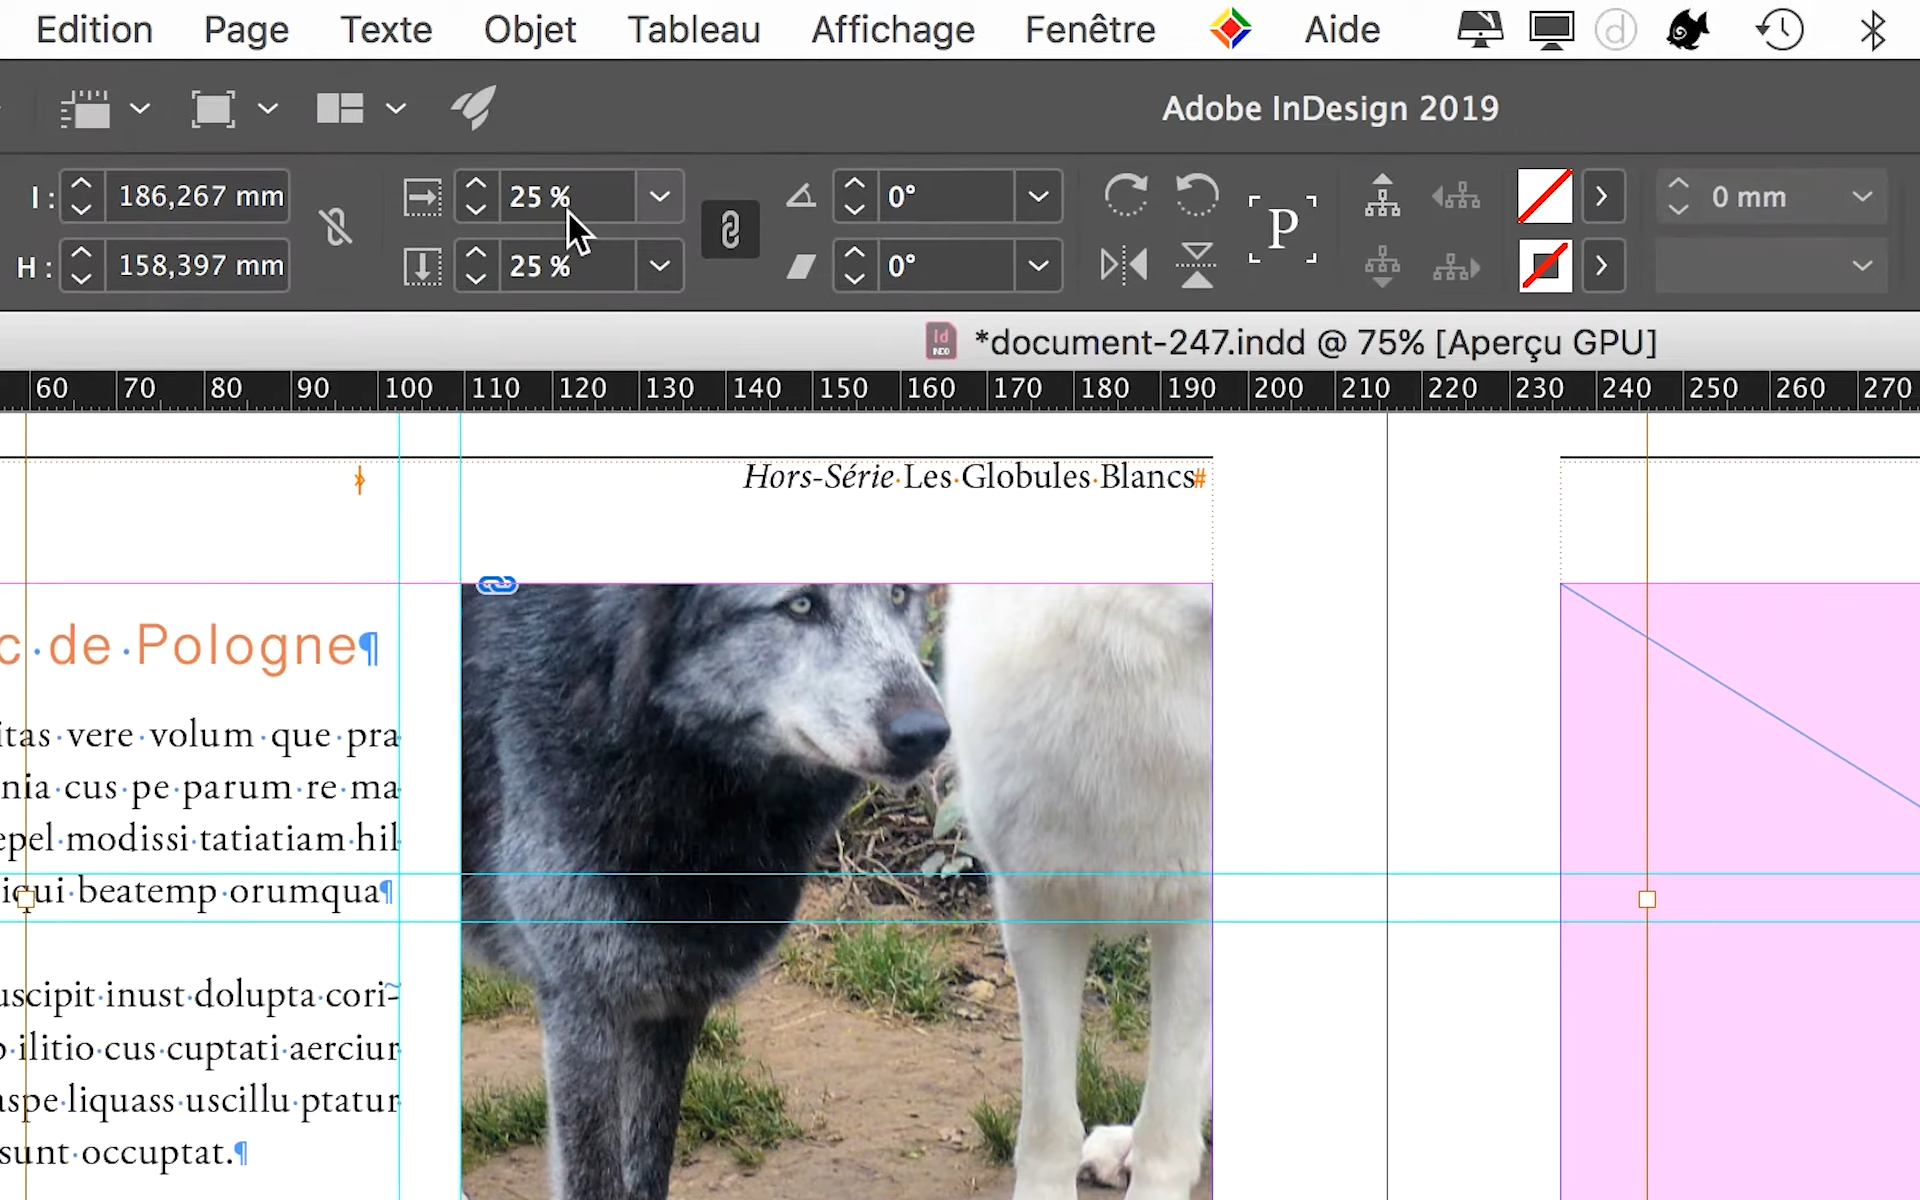 Edition Page Texte Objet Tableau Affichage Fenêtre Aide
Adobe InDesign 2019
l : 186,267 mm 25 % 0° 0 mm
H : 158,397 mm 25 % 0°
P
*document-247.indd @ 75% [Aperçu GPU]
60 70 80 90 100 110 120 130 140 150 160 170 180 190 200 210 220 230 240 250 260 270
Hors-Série·Les·Globules·Blancs#
c·de·Pologne¶
itas·vere·volum·que·pra
nia·cus·pe·parum·re·ma
epel·modissi·tatiatiam·hil
iqui·beatemp·orumqua¶
uscipit·inust·dolupta·cori-
o·ilitio·cus·cuptati·aerciur
aspe·liquass·uscillu·ptatur
sunt·occuptat.¶